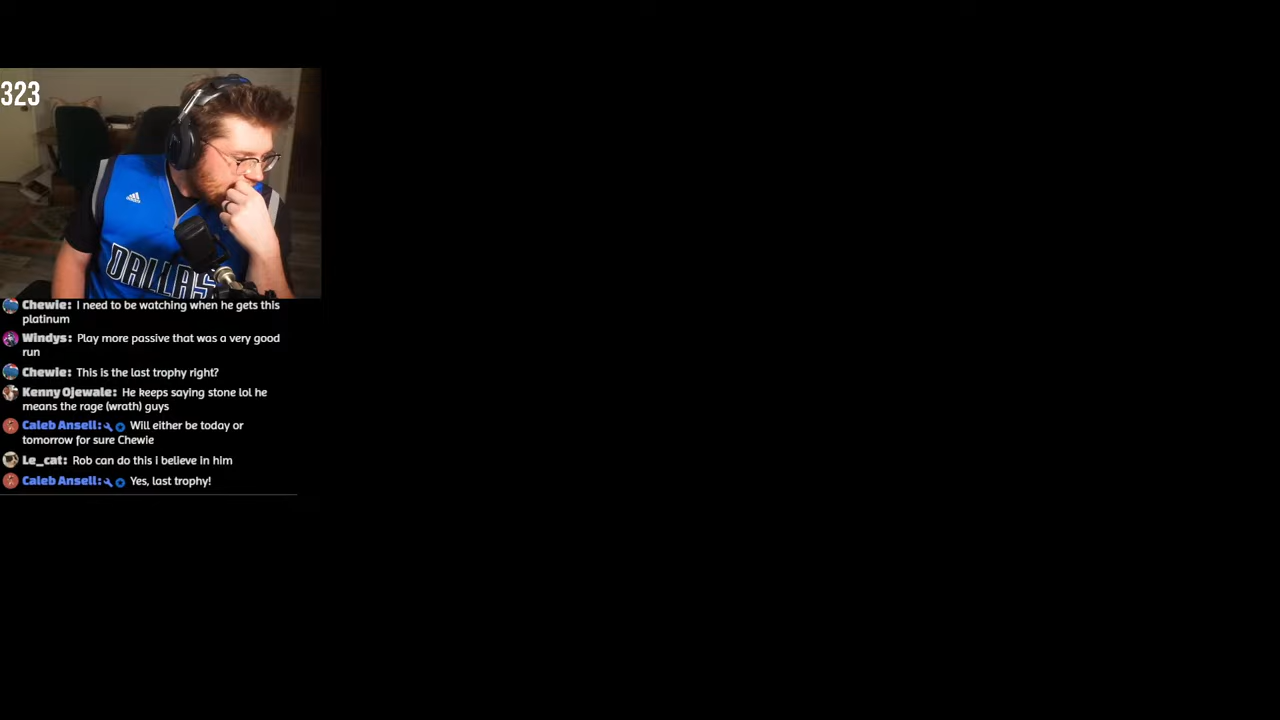 323
DALLAS
Chewie: I need to be watching when he gets this
platinum
Windys: Play more passive that was a very good
run
Chewie: This is the last trophy right?
Kenny Ojewale: He keeps saying stone lol he
means the rage (wrath) guys
Caleb Ansell: Will either be today or
tomorrow for sure Chewie
Le_cat: Rob can do this I believe in him
Caleb Ansell: Yes, last trophy!